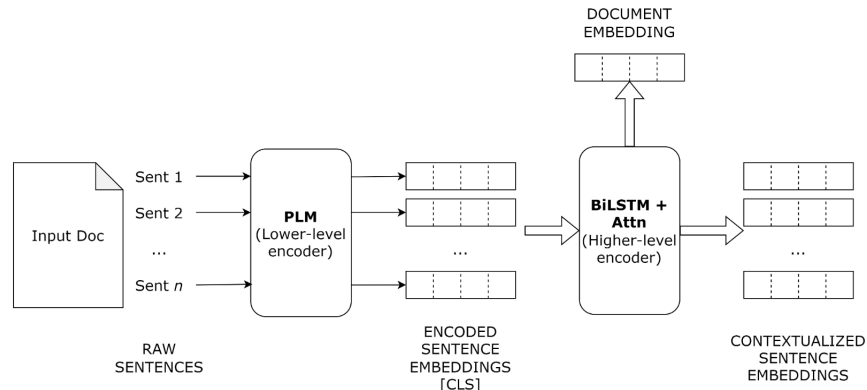 DOCUMENT
EMBEDDING
Input Doc
Sent 1
Sent 2
...
Sent n
RAW
SENTENCES
PLM
(Lower-level
encoder)
...
ENCODED
SENTENCE
EMBEDDINGS
[CLS]
BiLSTM +
Attn
(Higher-level
encoder)
...
CONTEXTUALIZED
SENTENCE
EMBEDDINGS